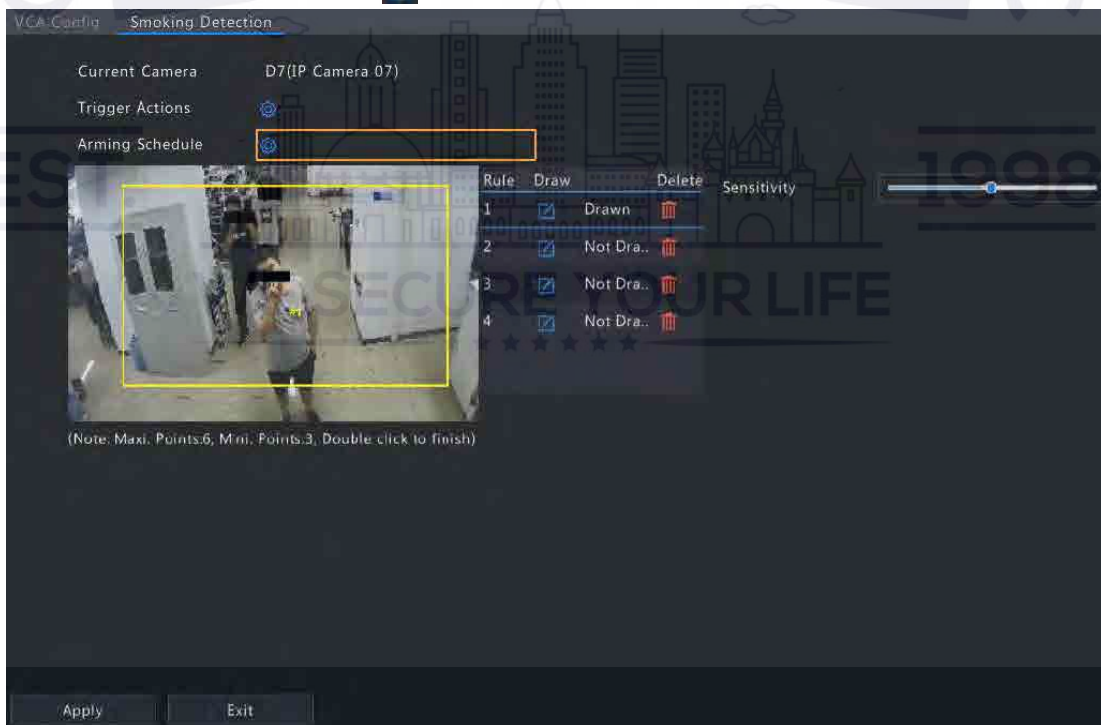 VCA Config Smoking Detection
Current Camera D7(IP Camera 07)
Trigger Actions
Arming Schedule
Rule Draw Delete Sensitivity
1 Drawn
2 Not Dra..
3 Not Dra..
4 Not Dra..
#1
(Note: Maxi. Points:6, Mini. Points:3, Double click to finish)
Apply Exit
1998
SECURE YOUR LIFE